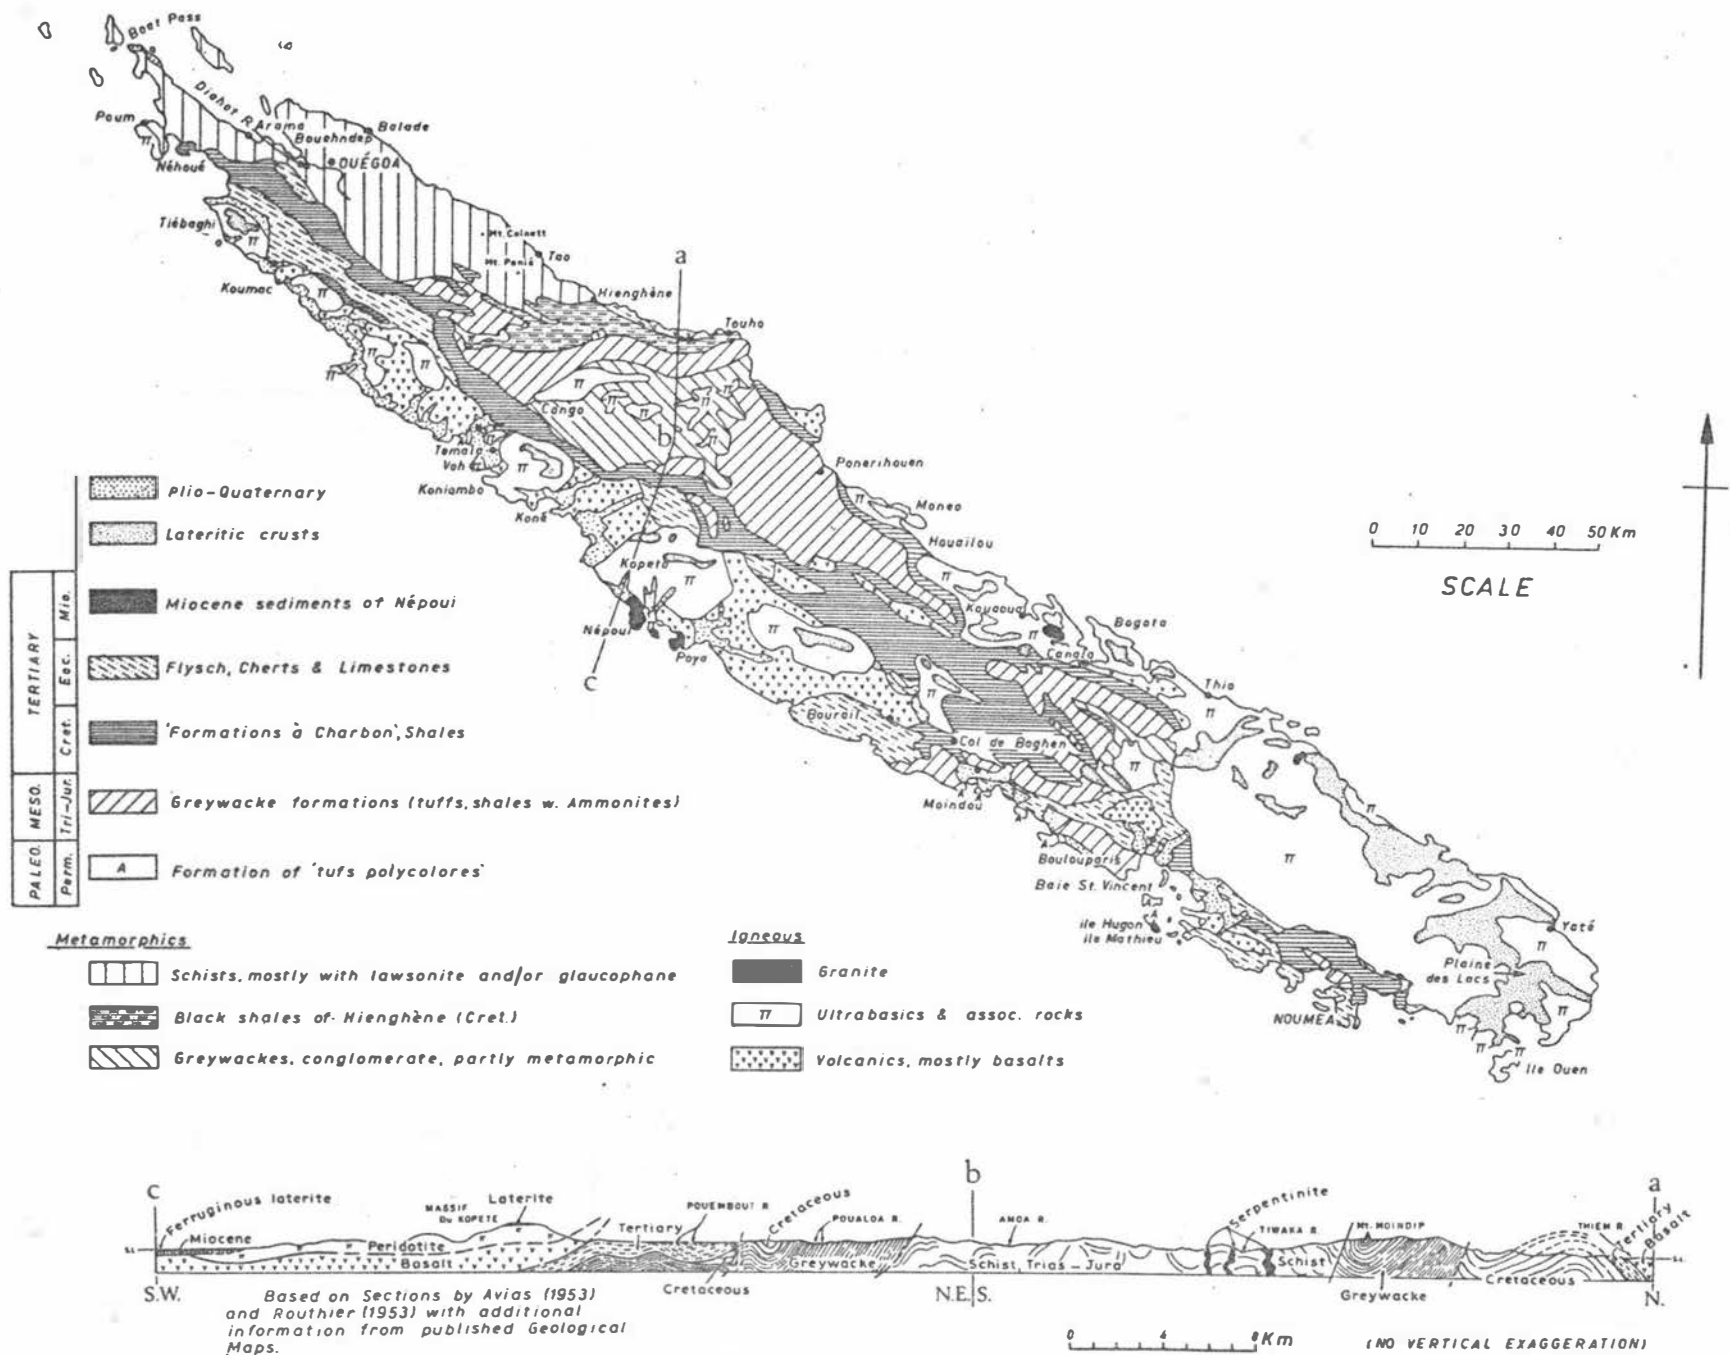 Boat Pass
Diahot R.
Poum
Arama
Balade
Bouehndep
OUÉGOA
Néhoué
Tiébaghi
Mt. Colnett
Mt. Panié
Tao
Koumac
Hienghène
Touho
a
Cango
b
Temala
Voh
Koniambo
Koné
Ponerihouen
Moneo
Houaïlou
Kopeto
Népoui
Poya
c
Kouaoua
Bogota
Canala
Thio
Bourail
Col de Boghen
Moindou
Bouloupáris
Baie St. Vincent
ile Hugon
ile Mathieu
NOUMEA
Yaté
Plaine
des Lacs
Ile Ouen
0 10 20 30 40 50 Km
SCALE
Plio-Quaternary
Lateritic crusts
TERTIARY
Mio.
Miocene sediments of Népoui
Eoc.
Flysch, Cherts & Limestones
Cret.
'Formations à Charbon', Shales
MESO.
Tri-Jur.
Greywacke formations (tuffs, shales w. Ammonites)
PALEO.
Perm.
A Formation of 'tufs polycolores'
Metamorphics
Schists, mostly with lawsonite and/or glaucophane
Black shales of Hienghène (Cret.)
Greywackes, conglomerate, partly metamorphic
Igneous
Granite
π Ultrabasics & assoc. rocks
Volcanics, mostly basalts
c
b
a
Ferruginous laterite
Miocene
S.L.
MASSIF
DU KOPETE
Laterite
Peridotite
Basalt
Tertiary
POUEMBOUT R.
Cretaceous
POUALOA R.
Greywacke
Cretaceous
AMOA R.
Schist, Trias - Jura
Serpentinite
TIWAKA R.
Schist
Mt. MOINDIP
Greywacke
THIEM R.
Cretaceous
Tertiary
Basalt
S.L.
S.W.
N.E. S.
N.
Based on Sections by Avias (1953)
and Routhier (1953) with additional
information from published Geological
Maps.
0 4 8 Km
(NO VERTICAL EXAGGERATION)